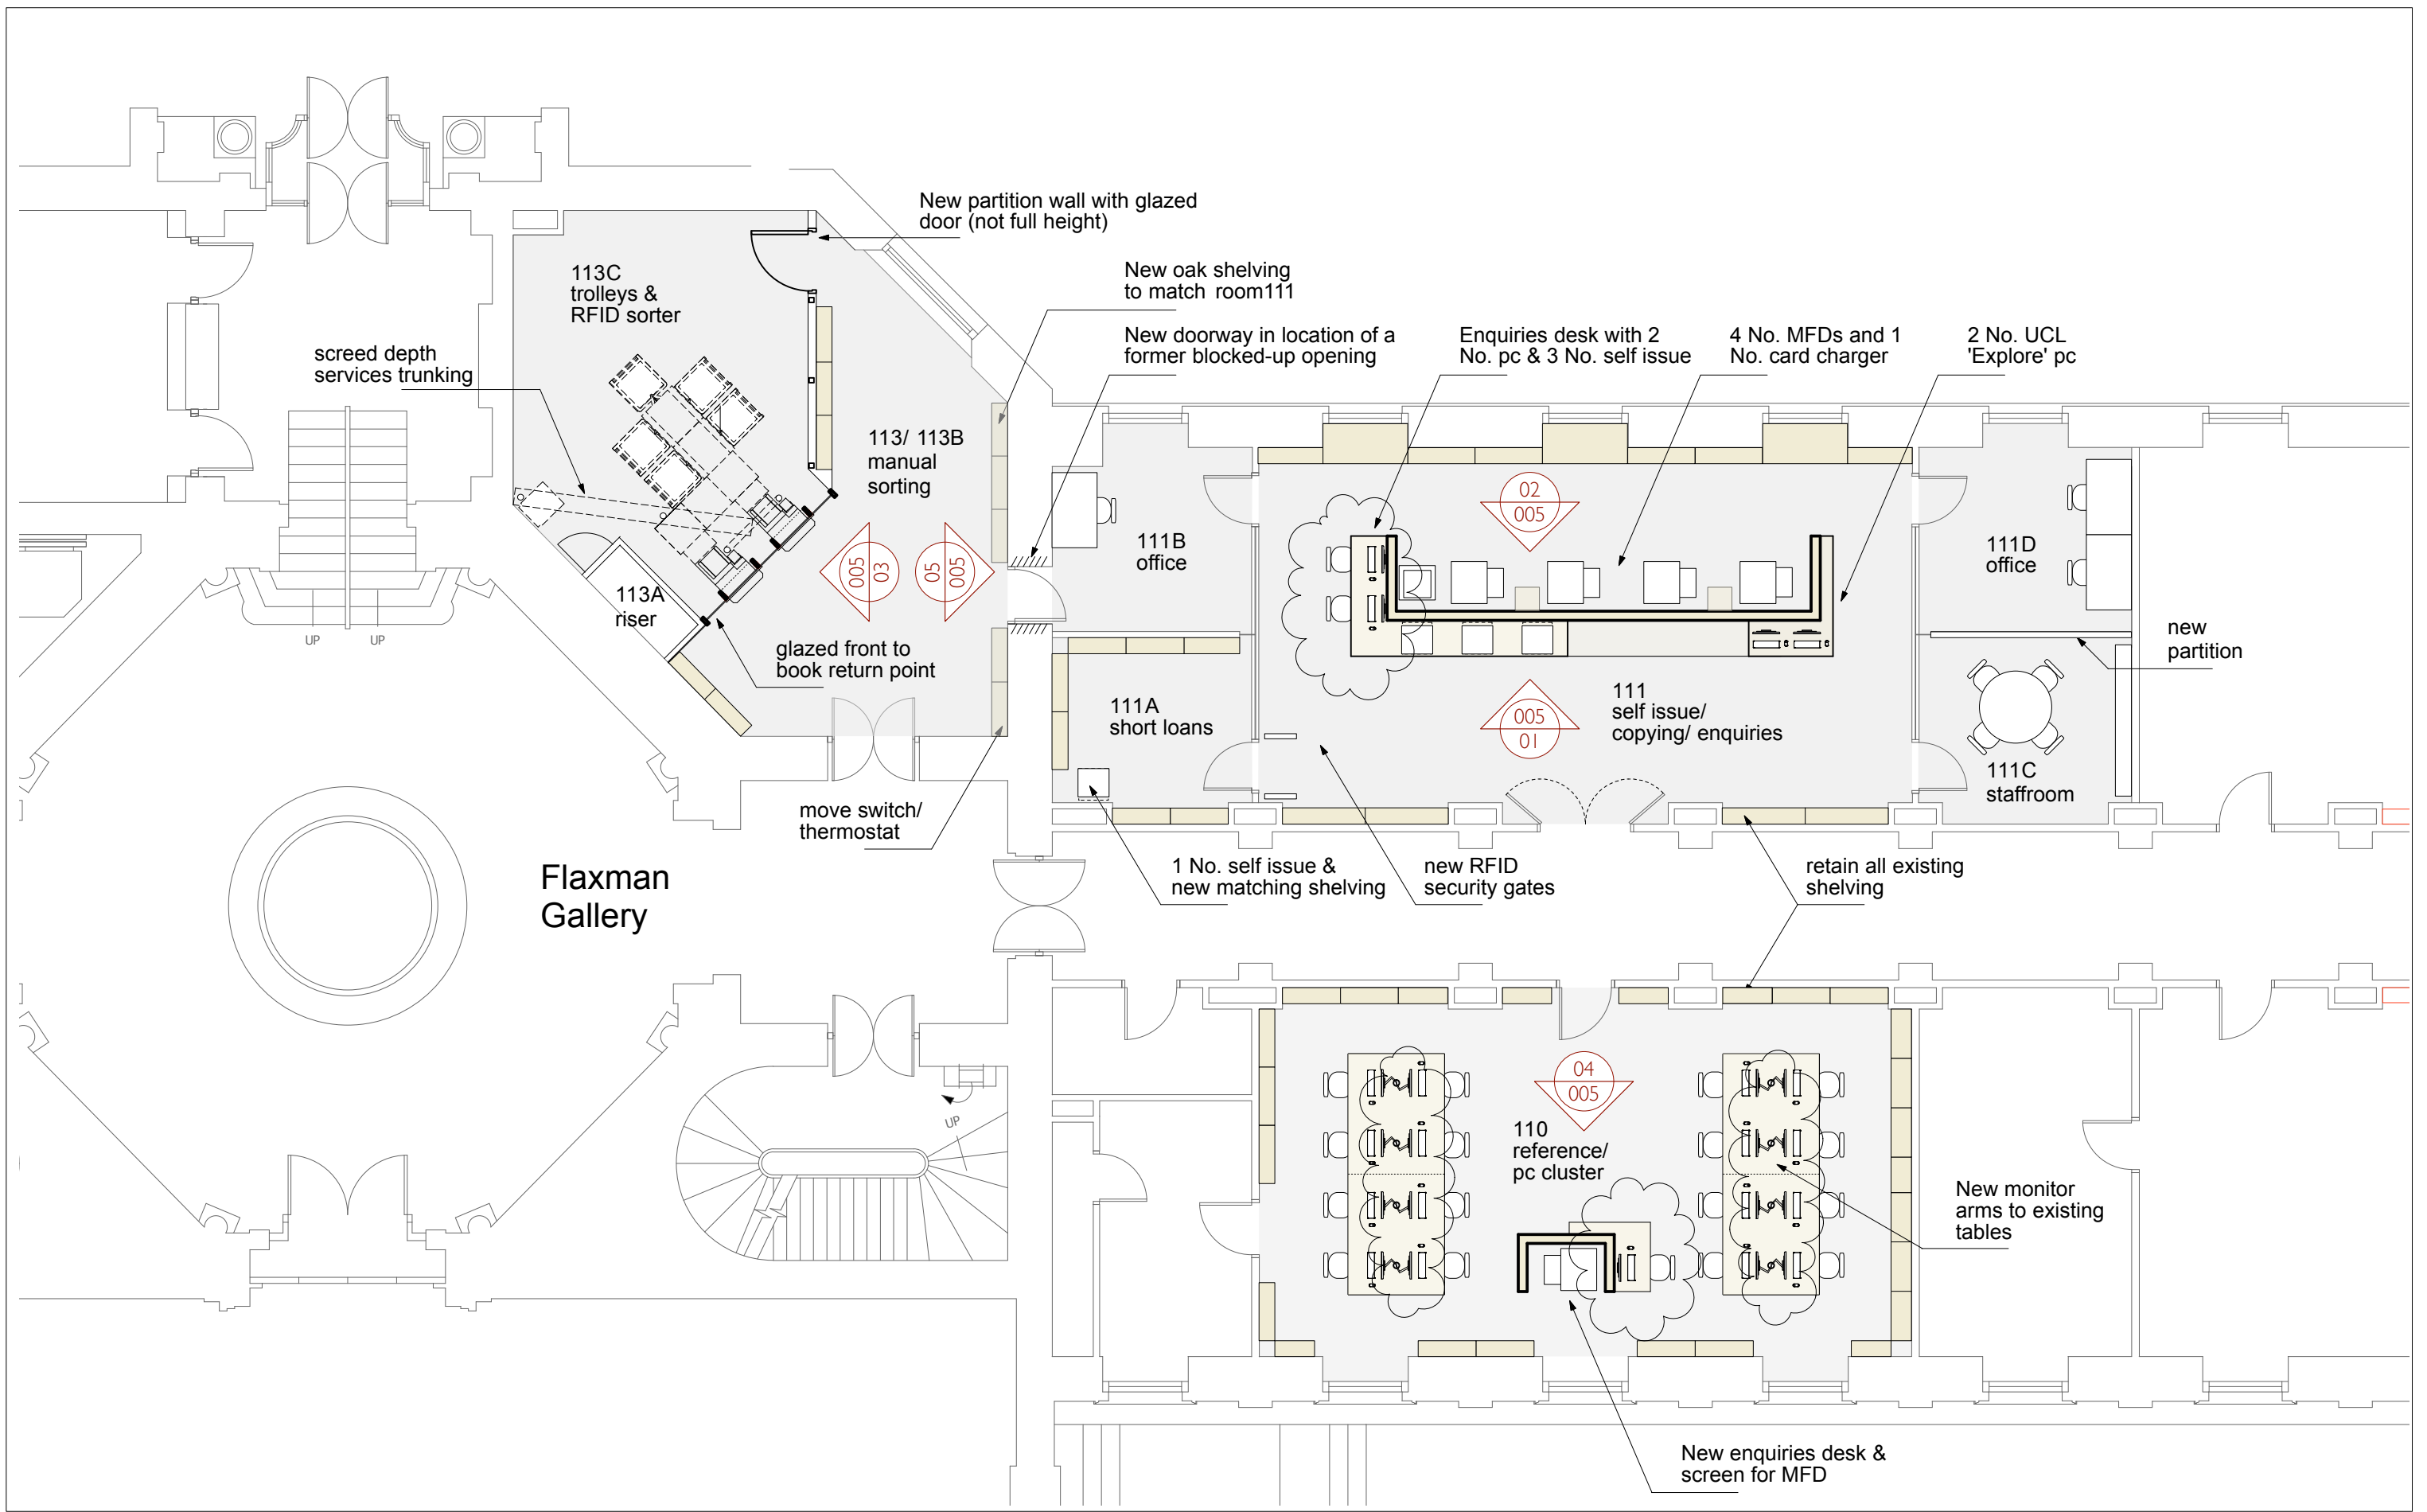 New partition wall with glazed
door (not full height)
113C
trolleys &
RFID sorter
New oak shelving
to match room111
screed depth
services trunking
New doorway in location of a
former blocked-up opening
Enquiries desk with 2
No. pc & 3 No. self issue
4 No. MFDs and 1
No. card charger
2 No. UCL
'Explore' pc
113/ 113B
manual
sorting
02
005
111B
office
111D
office
005
03
05
005
113A
riser
UP
UP
glazed front to
book return point
new
partition
111A
short loans
111
self issue/
copying/ enquiries
005
01
111C
staffroom
move switch/
thermostat
1 No. self issue &
new matching shelving
new RFID
security gates
retain all existing
shelving
Flaxman
Gallery
04
005
UP
110
reference/
pc cluster
New monitor
arms to existing
tables
New enquiries desk &
screen for MFD